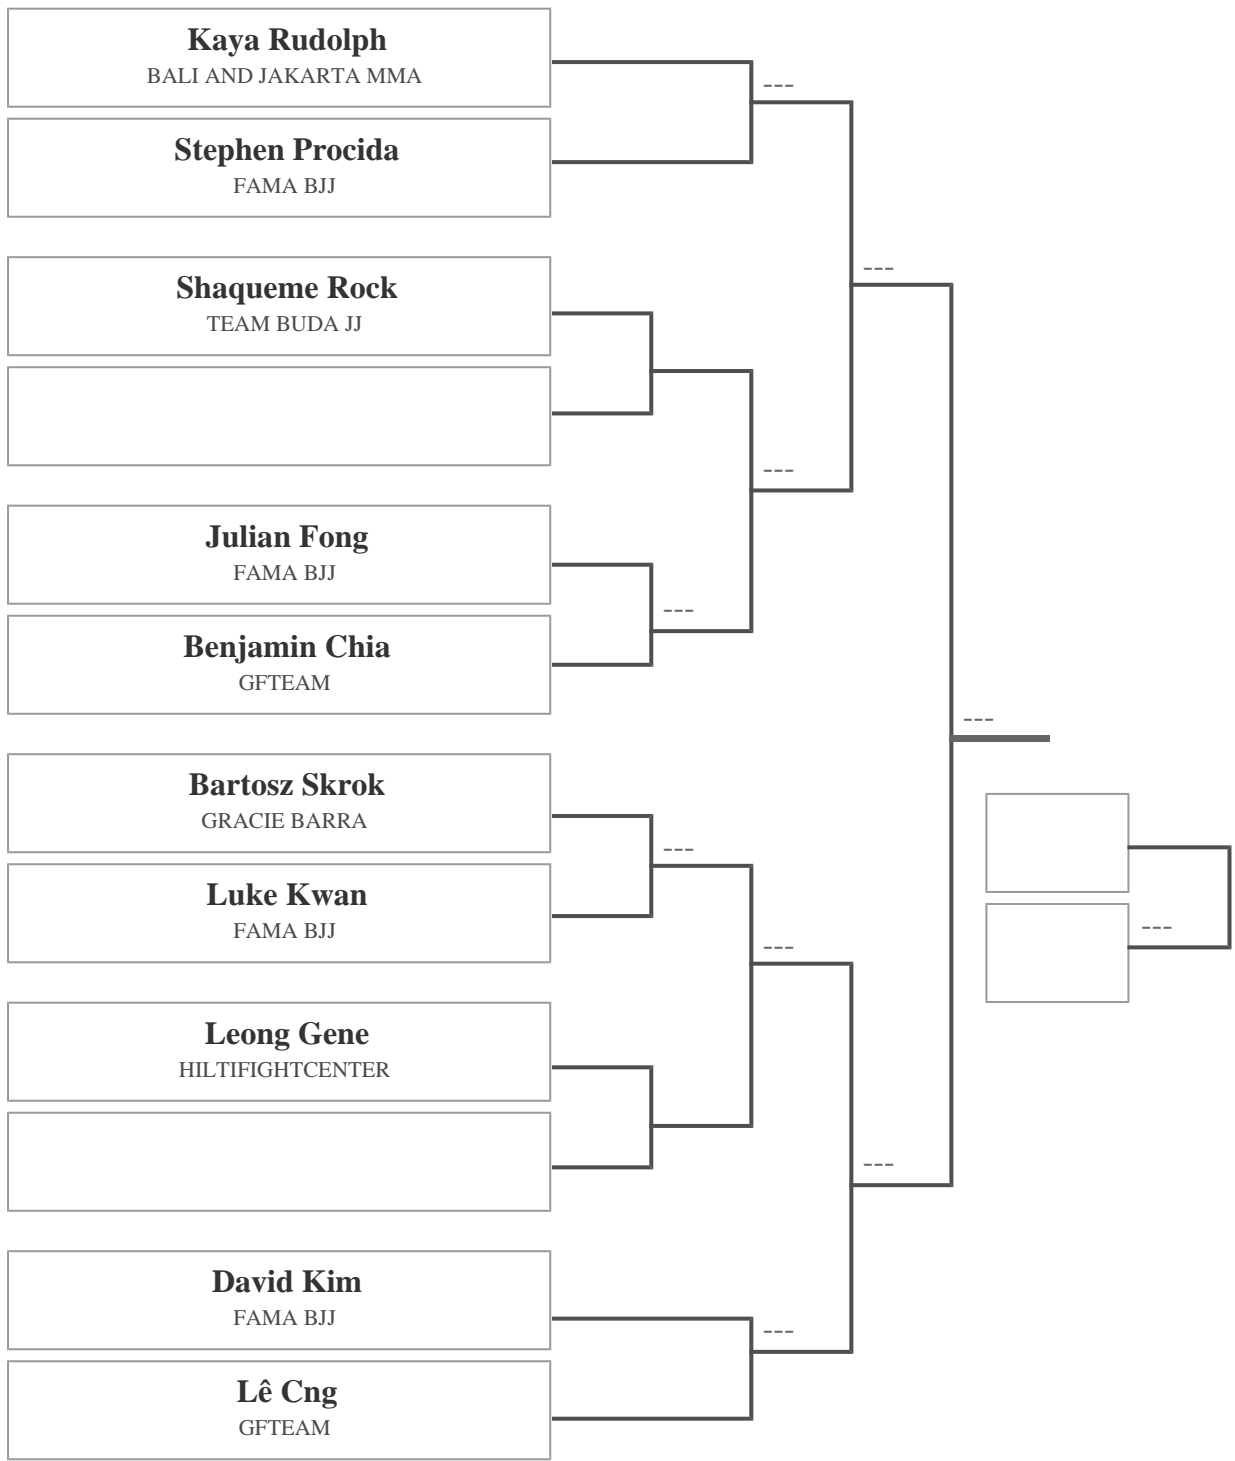 Kaya Rudolph
BALI AND JAKARTA MMA
---
Stephen Procida
FAMA BJJ
---
Shaqueme Rock
TEAM BUDA JJ
---
Julian Fong
FAMA BJJ
---
Benjamin Chia
GFTEAM
---
Bartosz Skrok
GRACIE BARRA
---
Luke Kwan
FAMA BJJ
---
---
Leong Gene
HILTIFIGHTCENTER
---
David Kim
FAMA BJJ
---
Lê Cng
GFTEAM